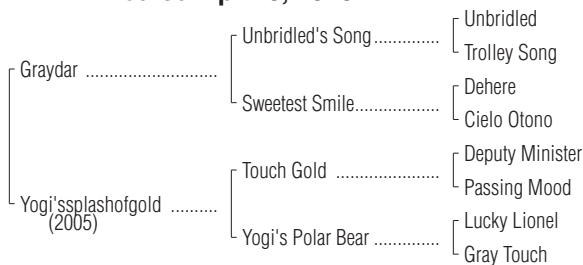 Unbridled
Unbridled's Song.............
Trolley Song
Graydar ..........................
Dehere
Sweetest Smile.................
Cielo Otono
Deputy Minister
Touch Gold .....................
Passing Mood
Yogi'ssplashofgold ..........
(2005)
Lucky Lionel
Yogi's Polar Bear .............
Gray Touch